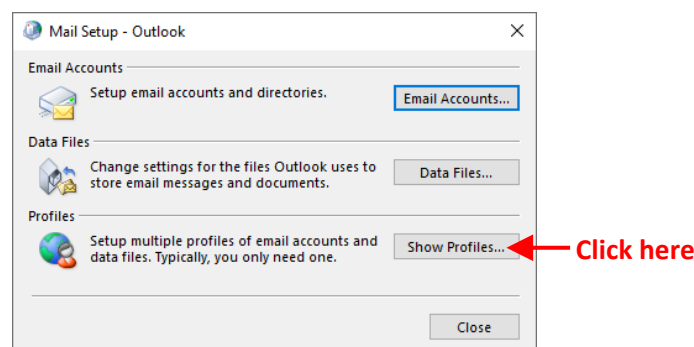 Mail Setup - Outlook
Email Accounts
Setup email accounts and directories.
Email Accounts...
Data Files
Change settings for the files Outlook uses to
store email messages and documents.
Data Files...
Profiles
Setup multiple profiles of email accounts and
data files. Typically, you only need one.
Show Profiles...
Click here
Close